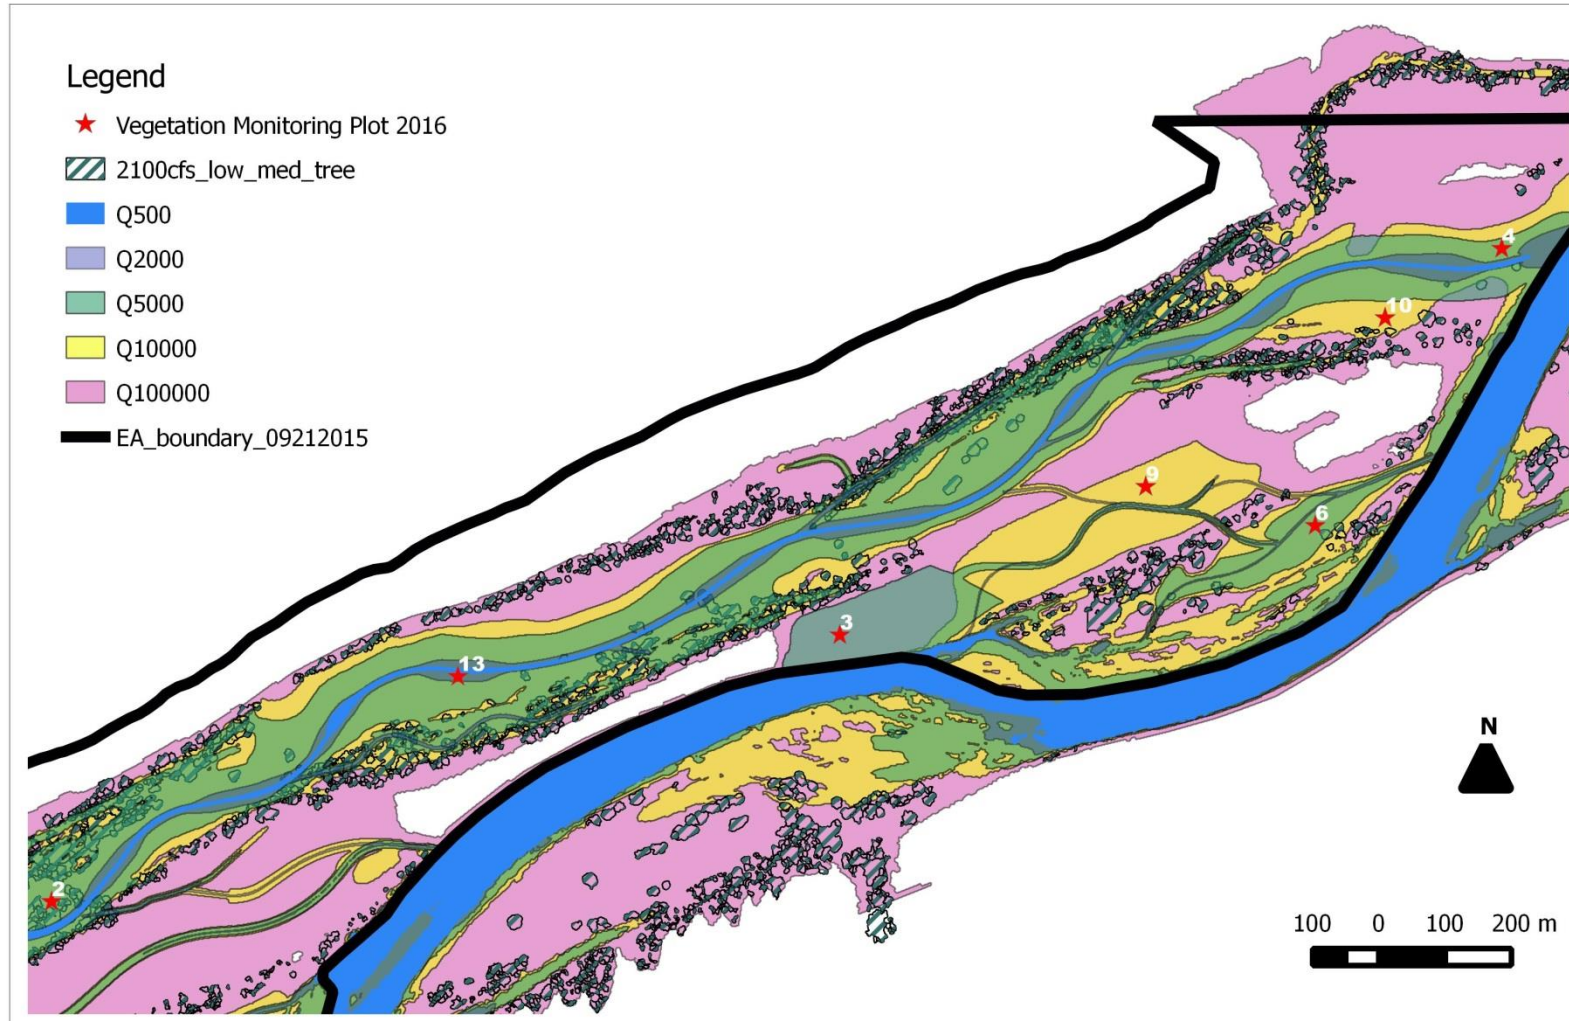 Legend
Vegetation Monitoring Plot 2016
2100cfs_low_med_tree
Q500
Q2000
Q5000
Q10000
Q100000
EA_boundary_09212015
4
10
9
6
3
13
2
N
100 0 100 200 m